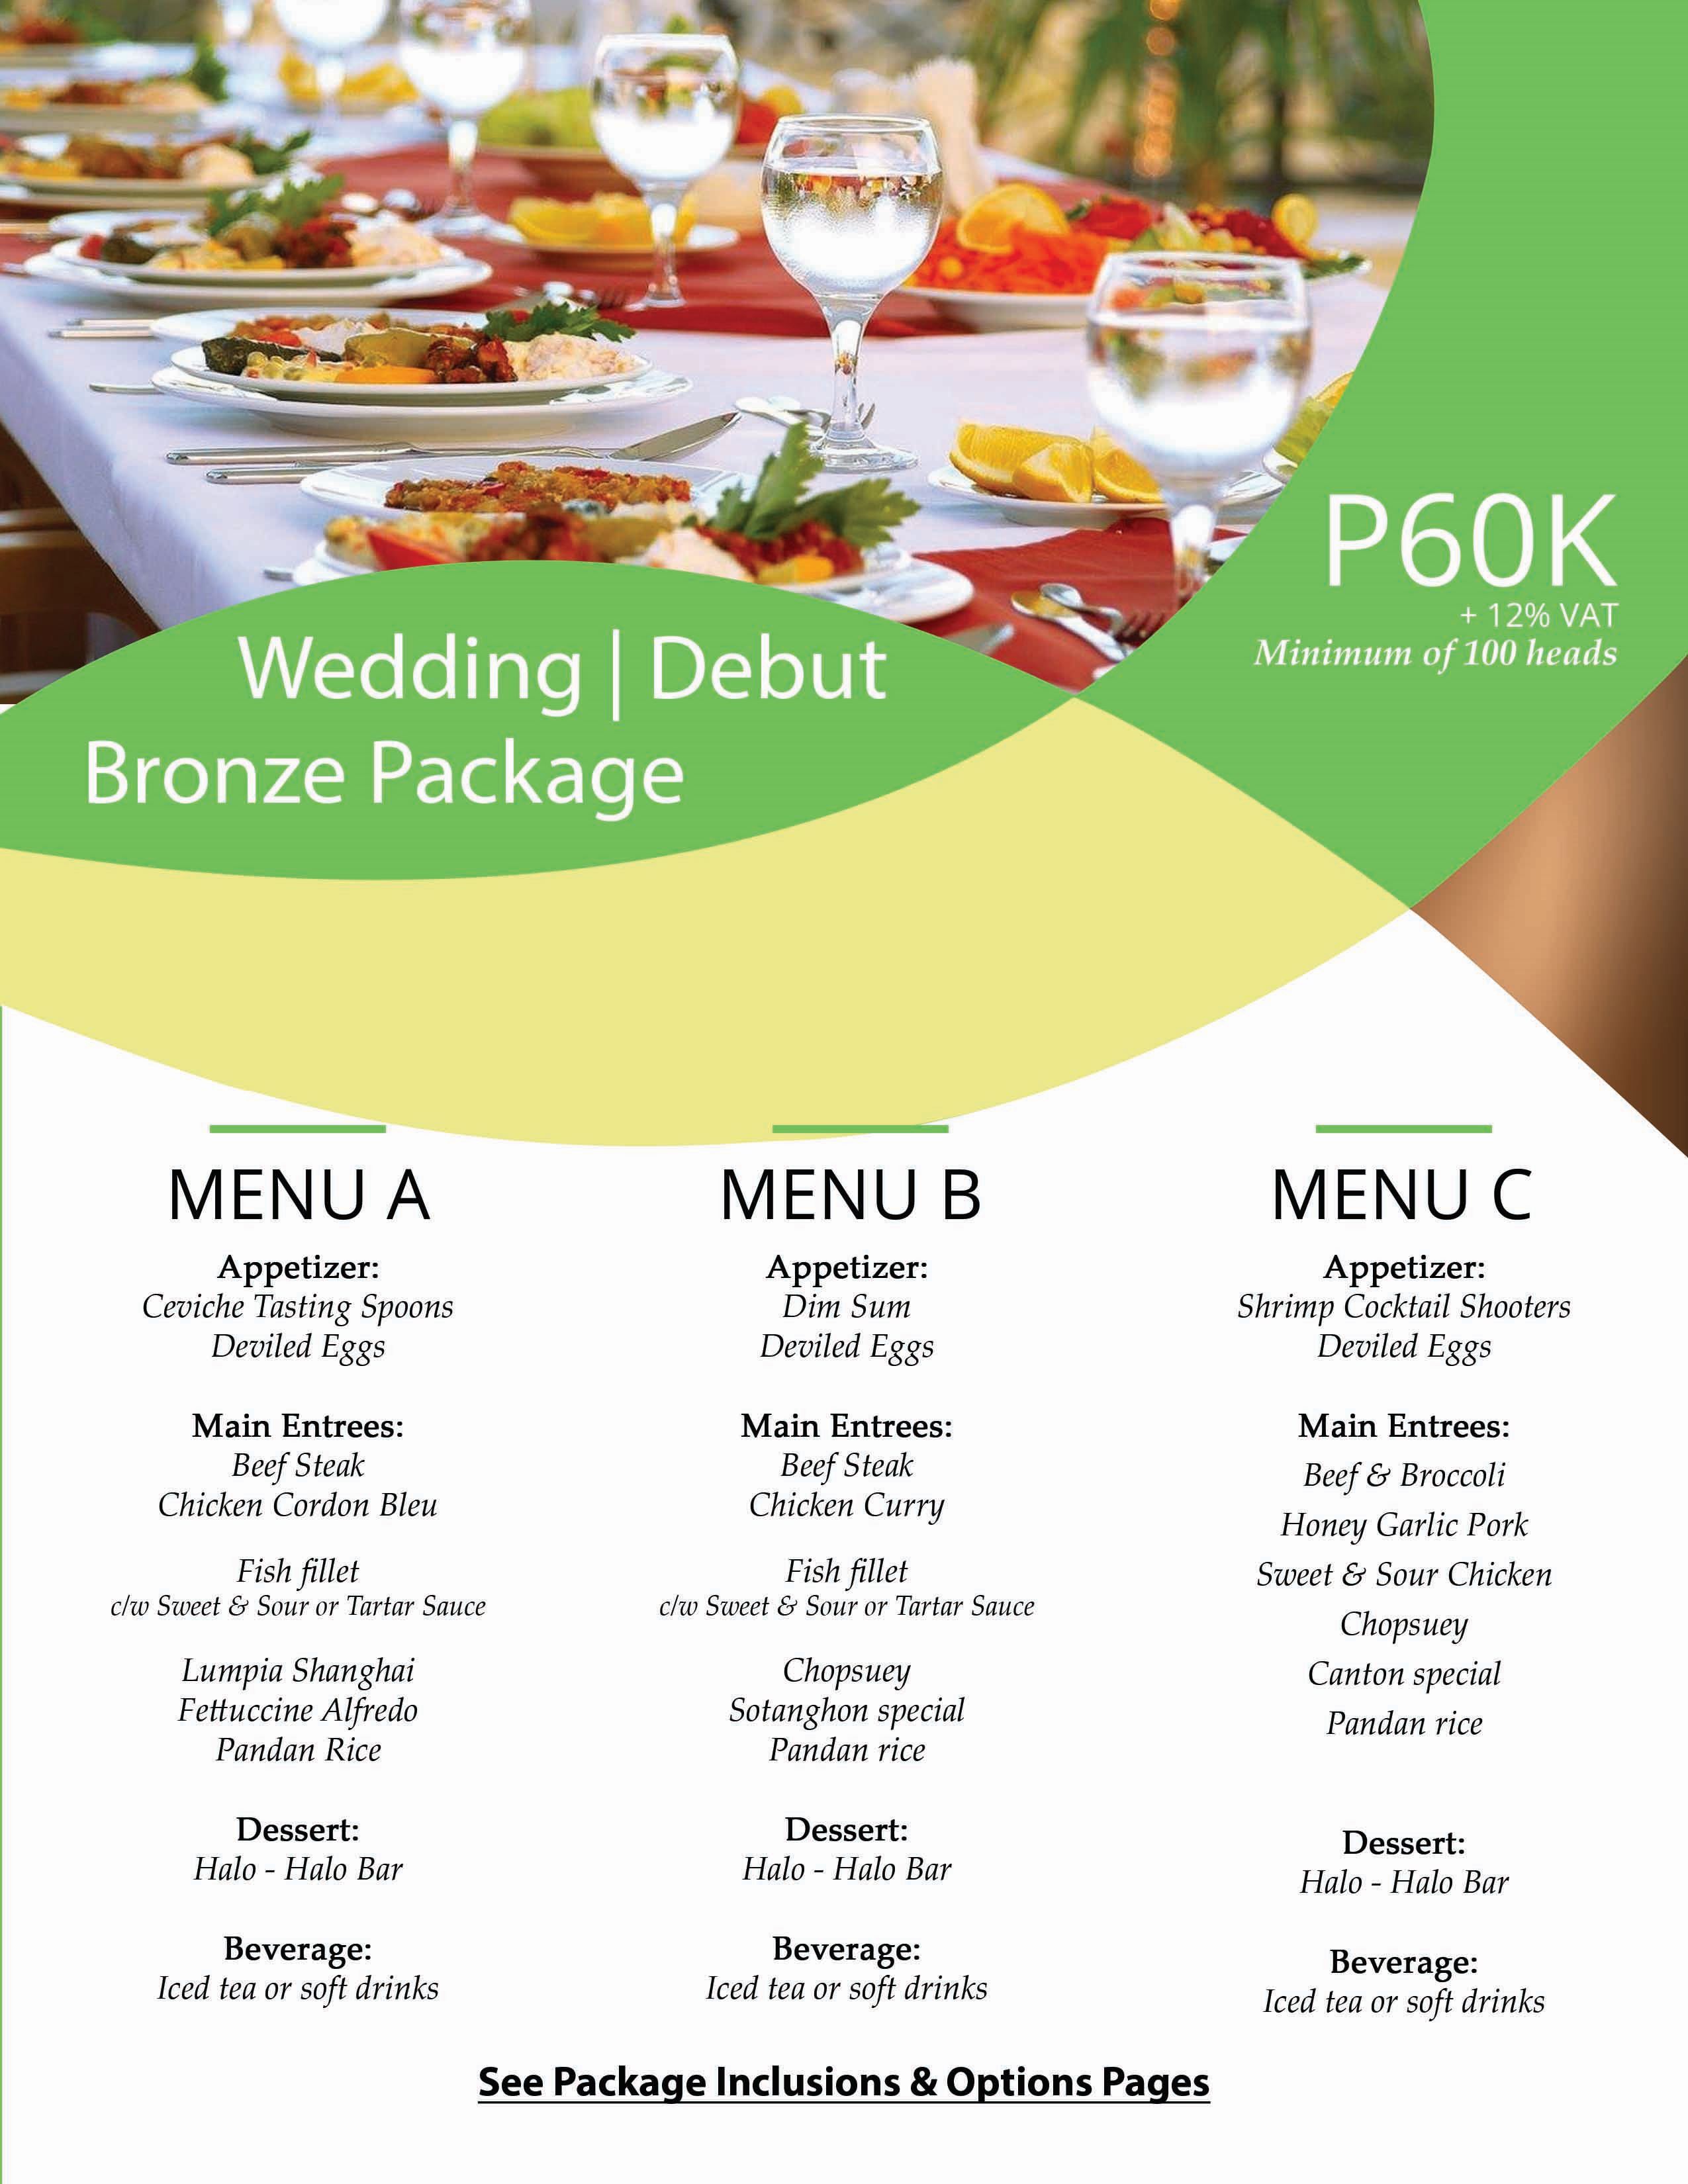 P60K
+ 12% VAT
Minimum of 100 heads
Wedding | Debut
Bronze Package
MENU A
Appetizer:
Ceviche Tasting Spoons
Deviled Eggs
Main Entrees:
Beef Steak
Chicken Cordon Bleu
Fish fillet
c/w Sweet & Sour or Tartar Sauce
Lumpia Shanghai
Fettuccine Alfredo
Pandan Rice
Dessert:
Halo - Halo Bar
Beverage:
Iced tea or soft drinks
MENU B
Appetizer:
Dim Sum
Deviled Eggs
Main Entrees:
Beef Steak
Chicken Curry
Fish fillet
c/w Sweet & Sour or Tartar Sauce
Chopsuey
Sotanghon special
Pandan rice
Dessert:
Halo - Halo Bar
Beverage:
Iced tea or soft drinks
MENU C
Appetizer:
Shrimp Cocktail Shooters
Deviled Eggs
Main Entrees:
Beef & Broccoli
Honey Garlic Pork
Sweet & Sour Chicken
Chopsuey
Canton special
Pandan rice
Dessert:
Halo - Halo Bar
Beverage:
Iced tea or soft drinks
See Package Inclusions & Options Pages